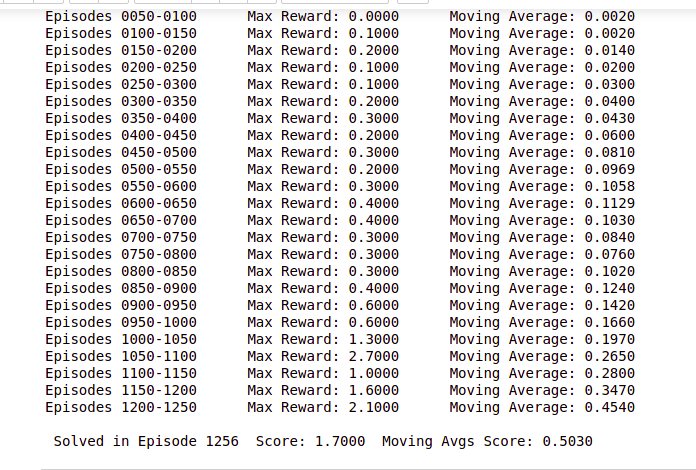 Episodes 0050-0100 Max Reward: 0.0000 Moving Average: 0.0020
Episodes 0100-0150 Max Reward: 0.1000 Moving Average: 0.0020
Episodes 0150-0200 Max Reward: 0.2000 Moving Average: 0.0140
Episodes 0200-0250 Max Reward: 0.1000 Moving Average: 0.0200
Episodes 0250-0300 Max Reward: 0.1000 Moving Average: 0.0300
Episodes 0300-0350 Max Reward: 0.2000 Moving Average: 0.0400
Episodes 0350-0400 Max Reward: 0.3000 Moving Average: 0.0430
Episodes 0400-0450 Max Reward: 0.2000 Moving Average: 0.0600
Episodes 0450-0500 Max Reward: 0.3000 Moving Average: 0.0810
Episodes 0500-0550 Max Reward: 0.2000 Moving Average: 0.0969
Episodes 0550-0600 Max Reward: 0.3000 Moving Average: 0.1058
Episodes 0600-0650 Max Reward: 0.4000 Moving Average: 0.1129
Episodes 0650-0700 Max Reward: 0.4000 Moving Average: 0.1030
Episodes 0700-0750 Max Reward: 0.3000 Moving Average: 0.0840
Episodes 0750-0800 Max Reward: 0.3000 Moving Average: 0.0760
Episodes 0800-0850 Max Reward: 0.3000 Moving Average: 0.1020
Episodes 0850-0900 Max Reward: 0.4000 Moving Average: 0.1240
Episodes 0900-0950 Max Reward: 0.6000 Moving Average: 0.1420
Episodes 0950-1000 Max Reward: 0.6000 Moving Average: 0.1660
Episodes 1000-1050 Max Reward: 1.3000 Moving Average: 0.1970
Episodes 1050-1100 Max Reward: 2.7000 Moving Average: 0.2650
Episodes 1100-1150 Max Reward: 1.0000 Moving Average: 0.2800
Episodes 1150-1200 Max Reward: 1.6000 Moving Average: 0.3470
Episodes 1200-1250 Max Reward: 2.1000 Moving Average: 0.4540
Solved in Episode 1256 Score: 1.7000 Moving Avgs Score: 0.5030